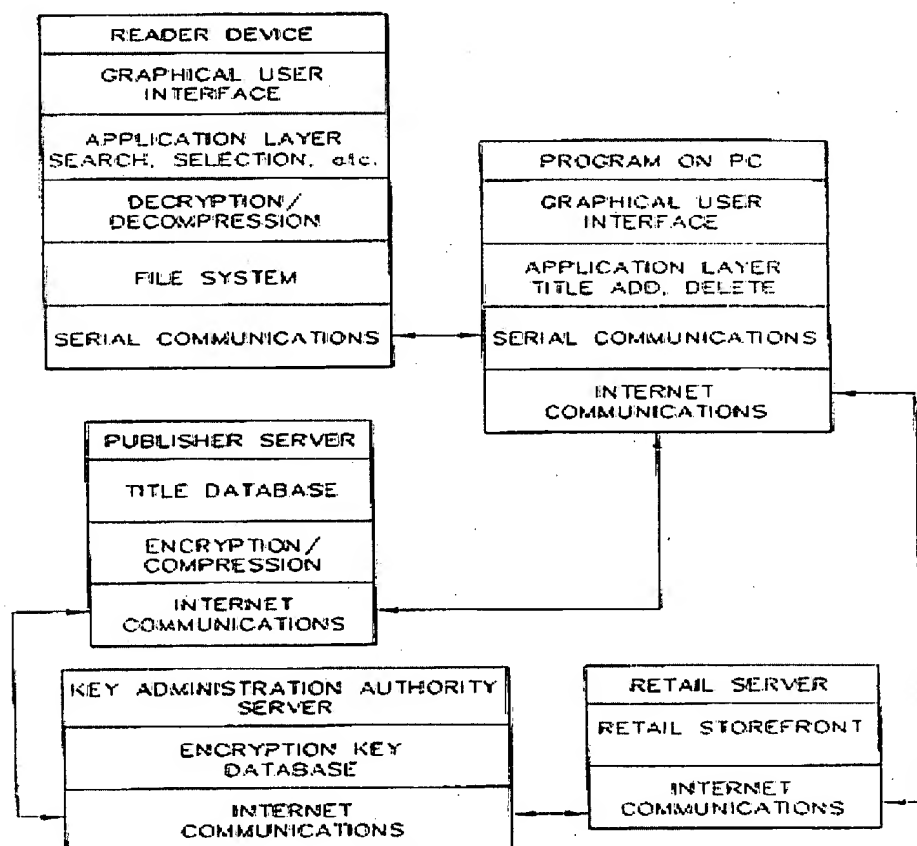 READER DEVICE
GRAPHICAL USER
INTERFACE
APPLICATION LAYER
SEARCH, SELECTION, etc.
DECRYPTION/
DECOMPRESSION
FILE SYSTEM
SERIAL COMMUNICATIONS
PROGRAM ON PC
GRAPHICAL USER
INTERFACE
APPLICATION LAYER
TITLE ADD, DELETE
SERIAL COMMUNICATIONS
INTERNET
COMMUNICATIONS
PUBLISHER SERVER
TITLE DATABASE
ENCRYPTION/
COMPRESSION
INTERNET
COMMUNICATIONS
KEY ADMINISTRATION AUTHORITY
SERVER
ENCRYPTION KEY
DATABASE
INTERNET
COMMUNICATIONS
RETAIL SERVER
RETAIL STOREFRONT
INTERNET
COMMUNICATIONS